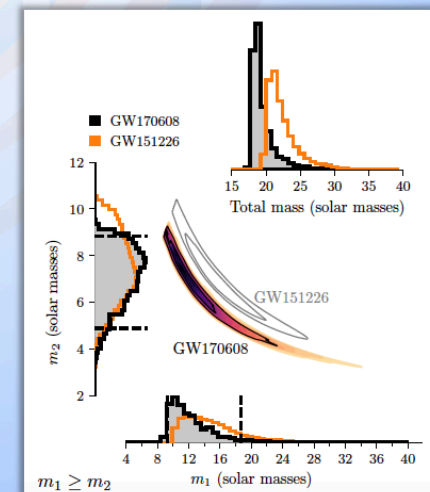 GW170608
GW151226
15 20 25 30 35 40
Total mass (solar masses)
12
10
8
6
4
2
m₂ (solar masses)
GW151226
GW170608
4 8 12 16 20 24 28 32 36 40
m₁ (solar masses)
m₁ ≥ m₂